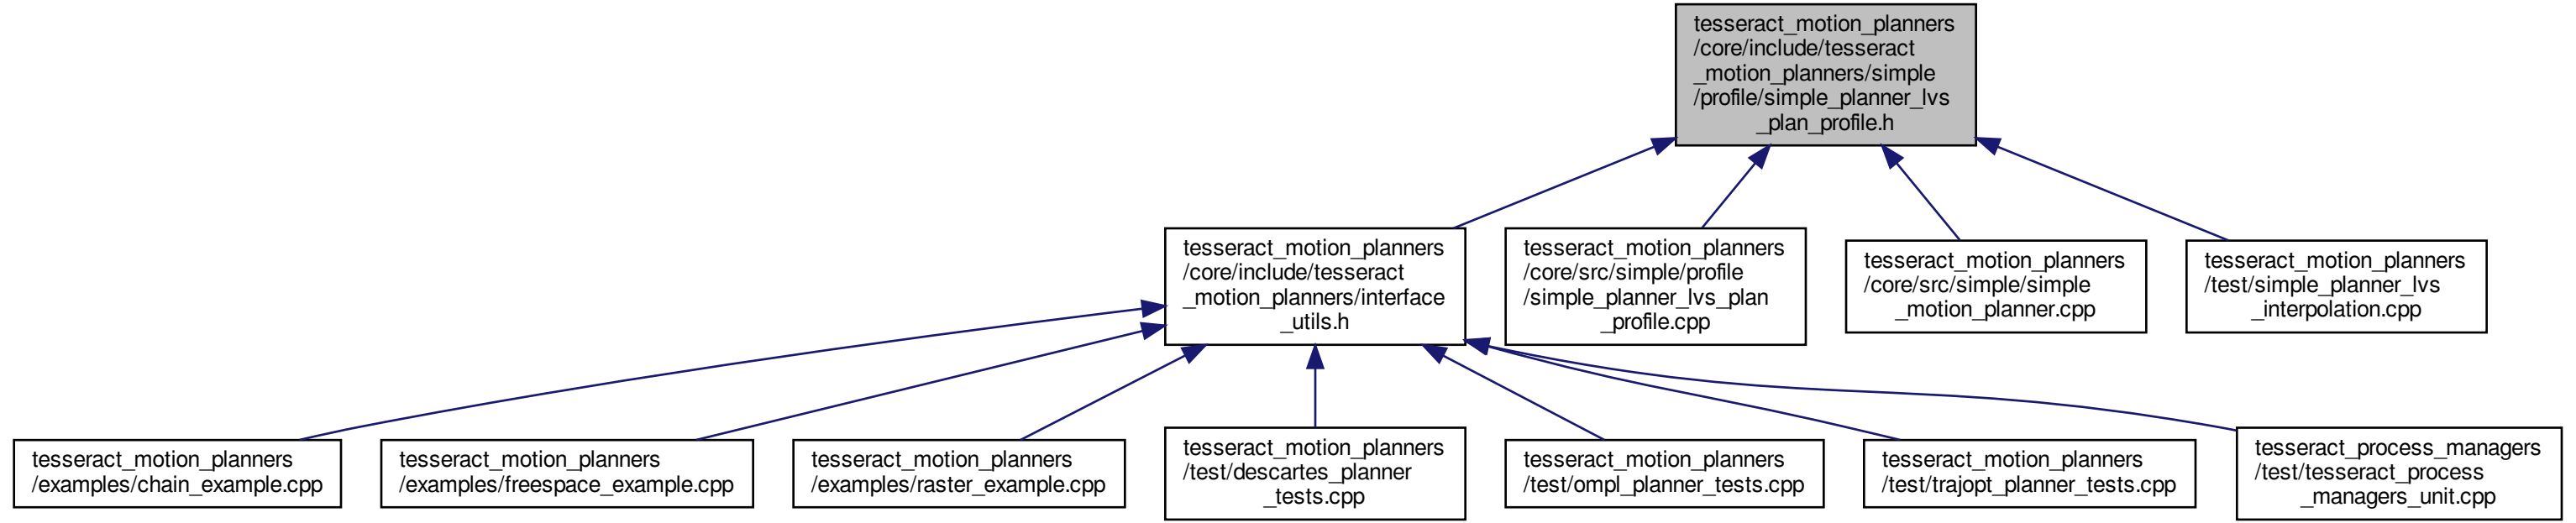 tesseract_motion_planners
/core/include/tesseract
_motion_planners/simple
/profile/simple_planner_lvs
_plan_profile.h
tesseract_motion_planners
/core/include/tesseract
_motion_planners/interface
_utils.h
tesseract_motion_planners
/core/src/simple/profile
/simple_planner_lvs_plan
_profile.cpp
tesseract_motion_planners
/core/src/simple/simple
_motion_planner.cpp
tesseract_motion_planners
/test/simple_planner_lvs
_interpolation.cpp
tesseract_motion_planners
/examples/chain_example.cpp
tesseract_motion_planners
/examples/freespace_example.cpp
tesseract_motion_planners
/examples/raster_example.cpp
tesseract_motion_planners
/test/descartes_planner
_tests.cpp
tesseract_motion_planners
/test/ompl_planner_tests.cpp
tesseract_motion_planners
/test/trajopt_planner_tests.cpp
tesseract_process_managers
/test/tesseract_process
_managers_unit.cpp